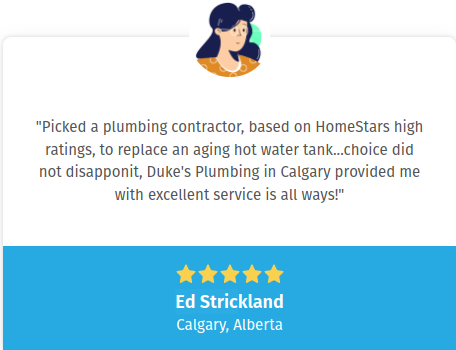 "Picked a plumbing contractor, based on HomeStars high
ratings, to replace an aging hot water tank...choice did
not disapponit, Duke's Plumbing in Calgary provided me
with excellent service is all ways!"
Ed Strickland
Calgary, Alberta